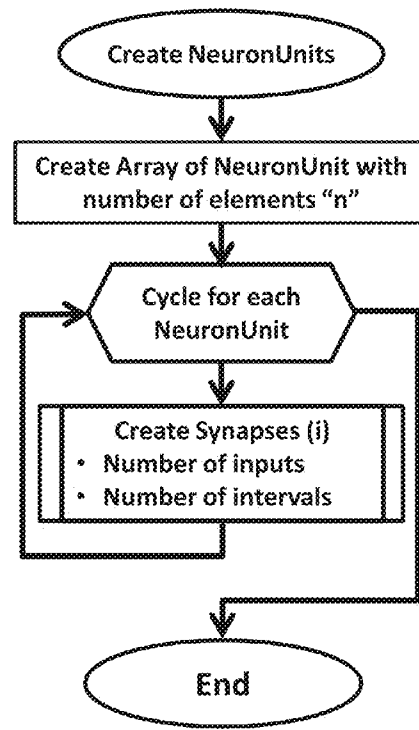 Create NeuronUnits
Create Array of NeuronUnit with
number of elements "n"
Cycle for each
NeuronUnit
Create Synapses (i)
• Number of inputs
• Number of intervals
End